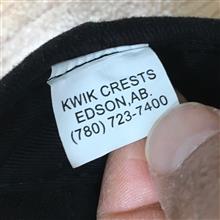 KWIK CRESTS
EDSON,AB.
(780) 723-7400